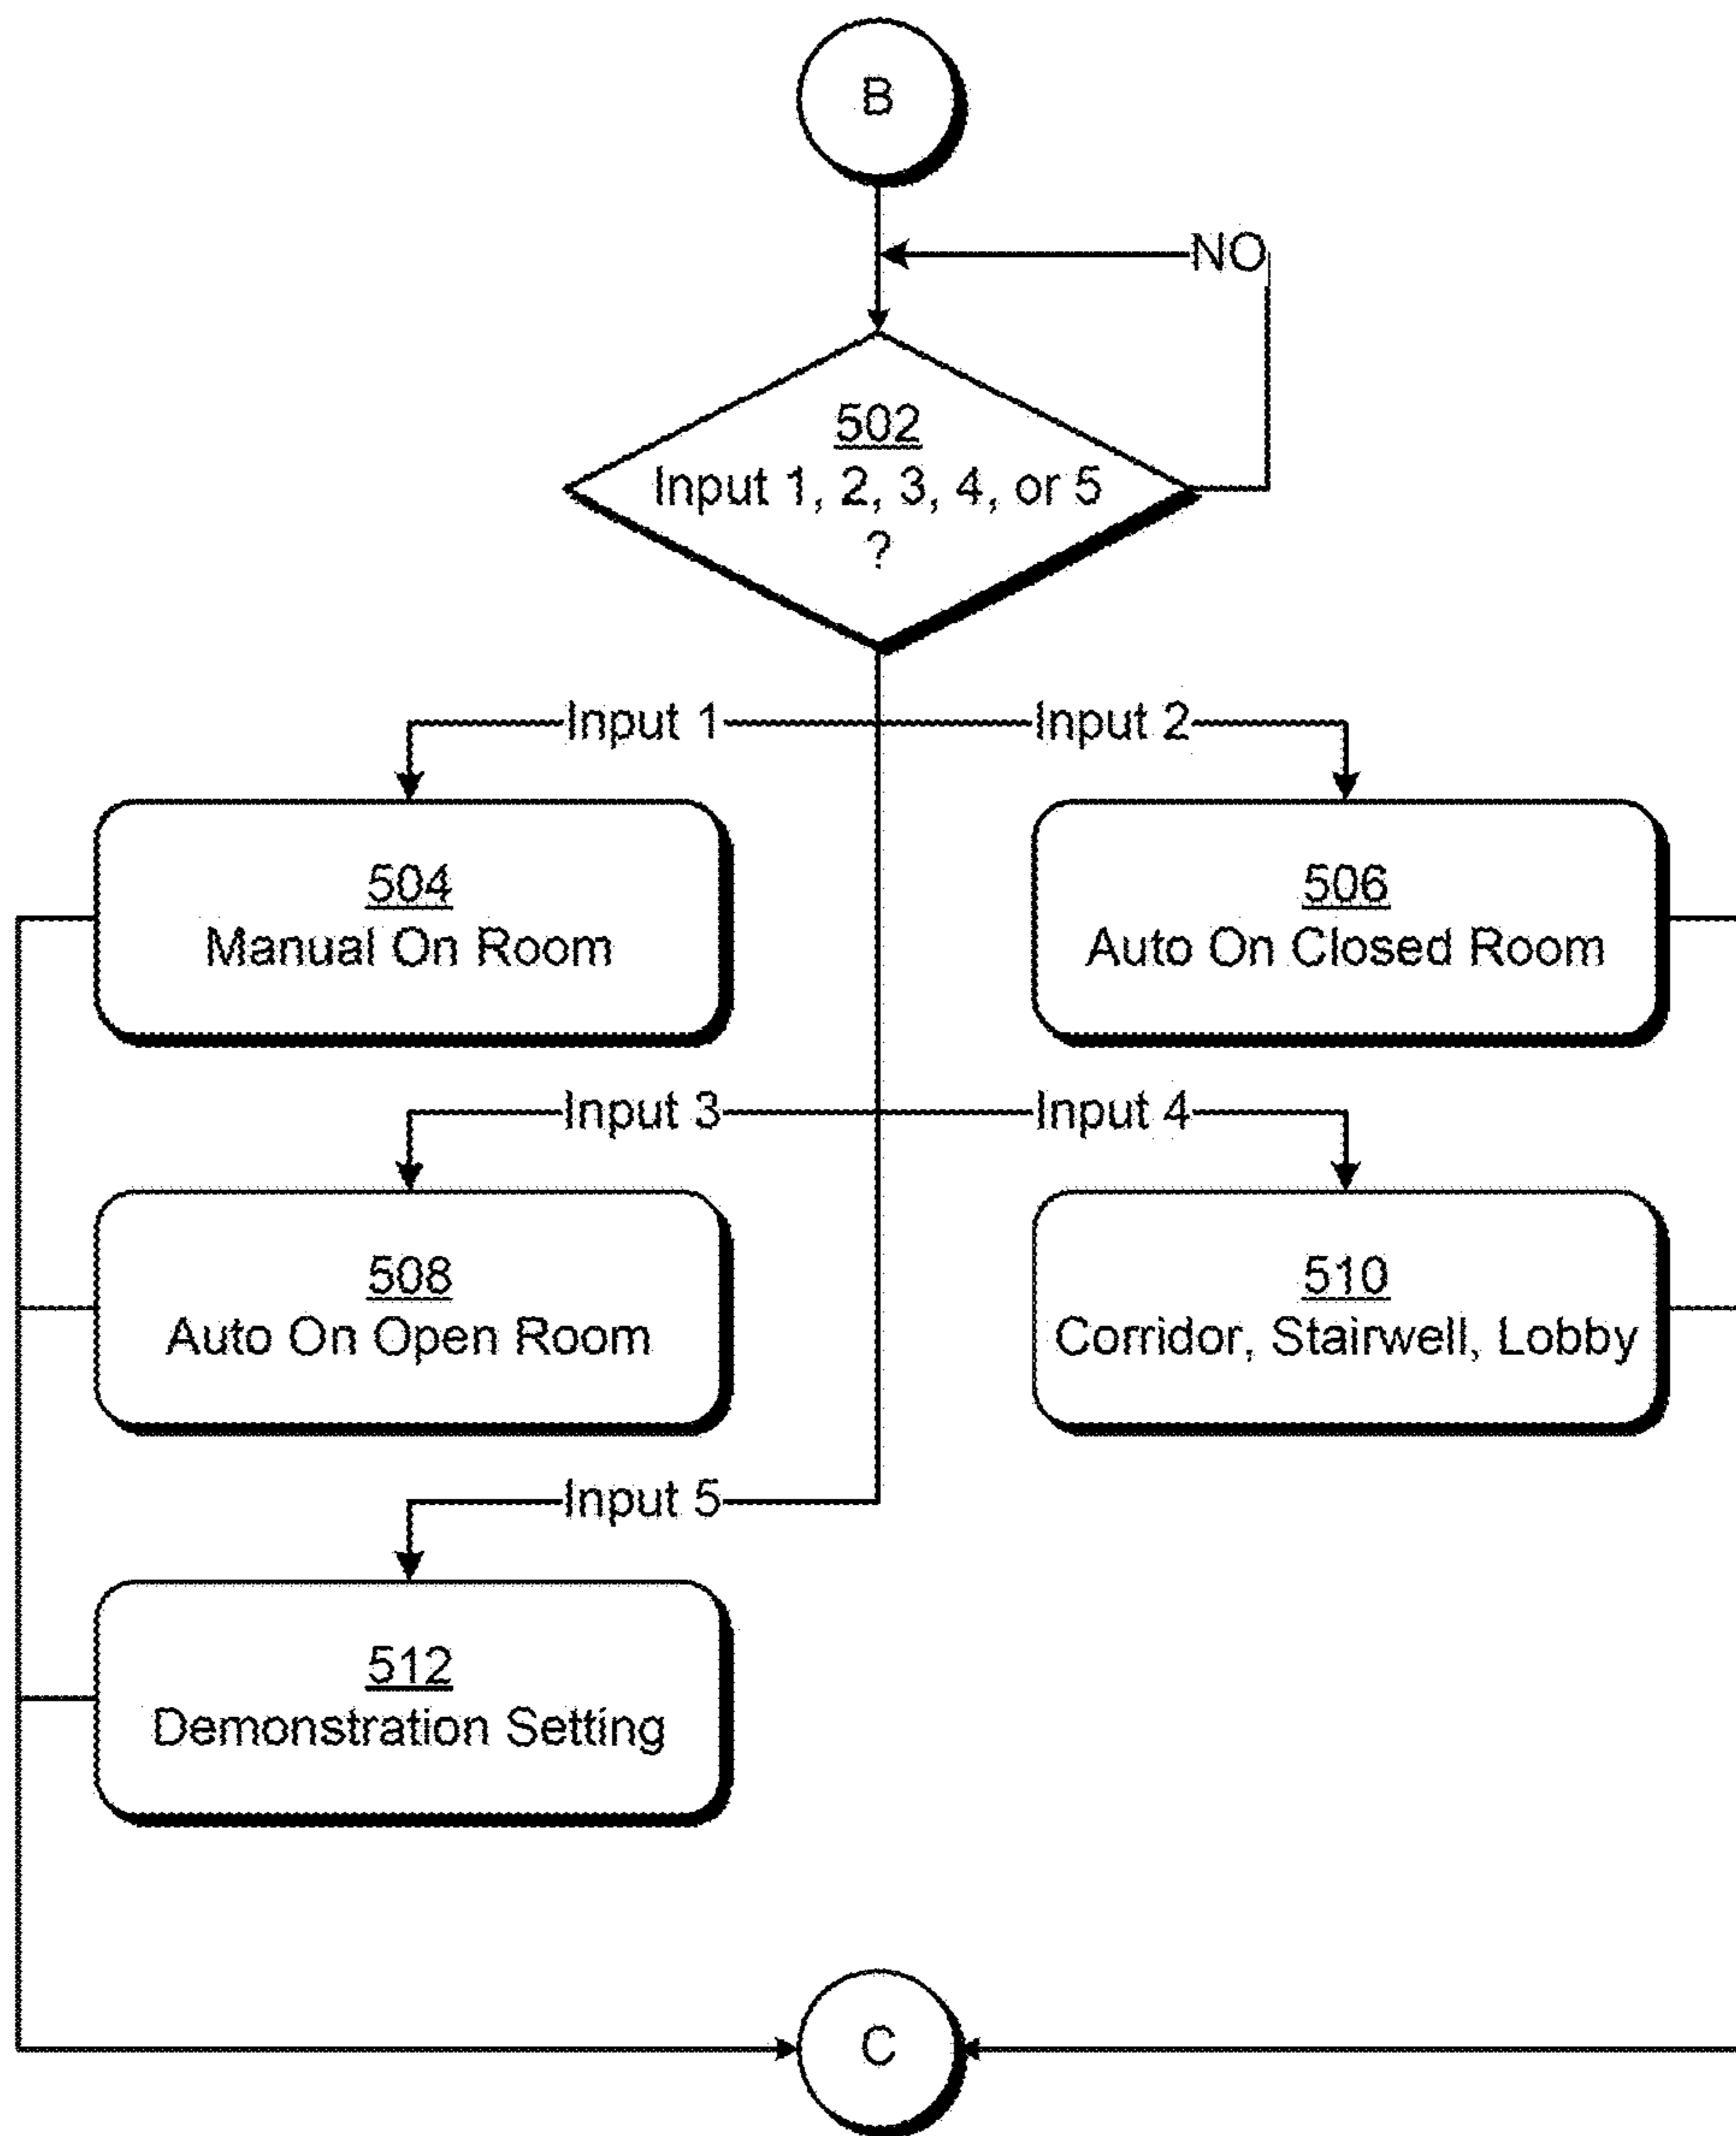 B
NO
502
Input 1, 2, 3, 4, or 5
?
Input 1
Input 2
504
Manual On Room
506
Auto On Closed Room
Input 3
Input 4
508
Auto On Open Room
510
Corridor, Stairwell, Lobby
Input 5
512
Demonstration Setting
C